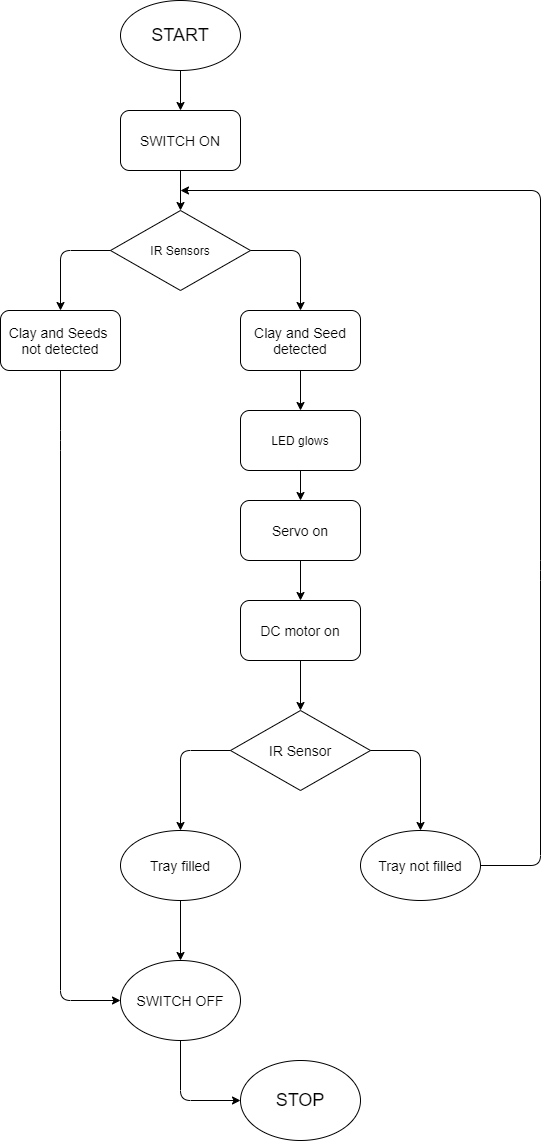 START
SWITCH ON
IR Sensors
Clay and Seeds
not detected
Clay and Seed
detected
LED glows
Servo on
DC motor on
IR Sensor
Tray filled
Tray not filled
SWITCH OFF
STOP